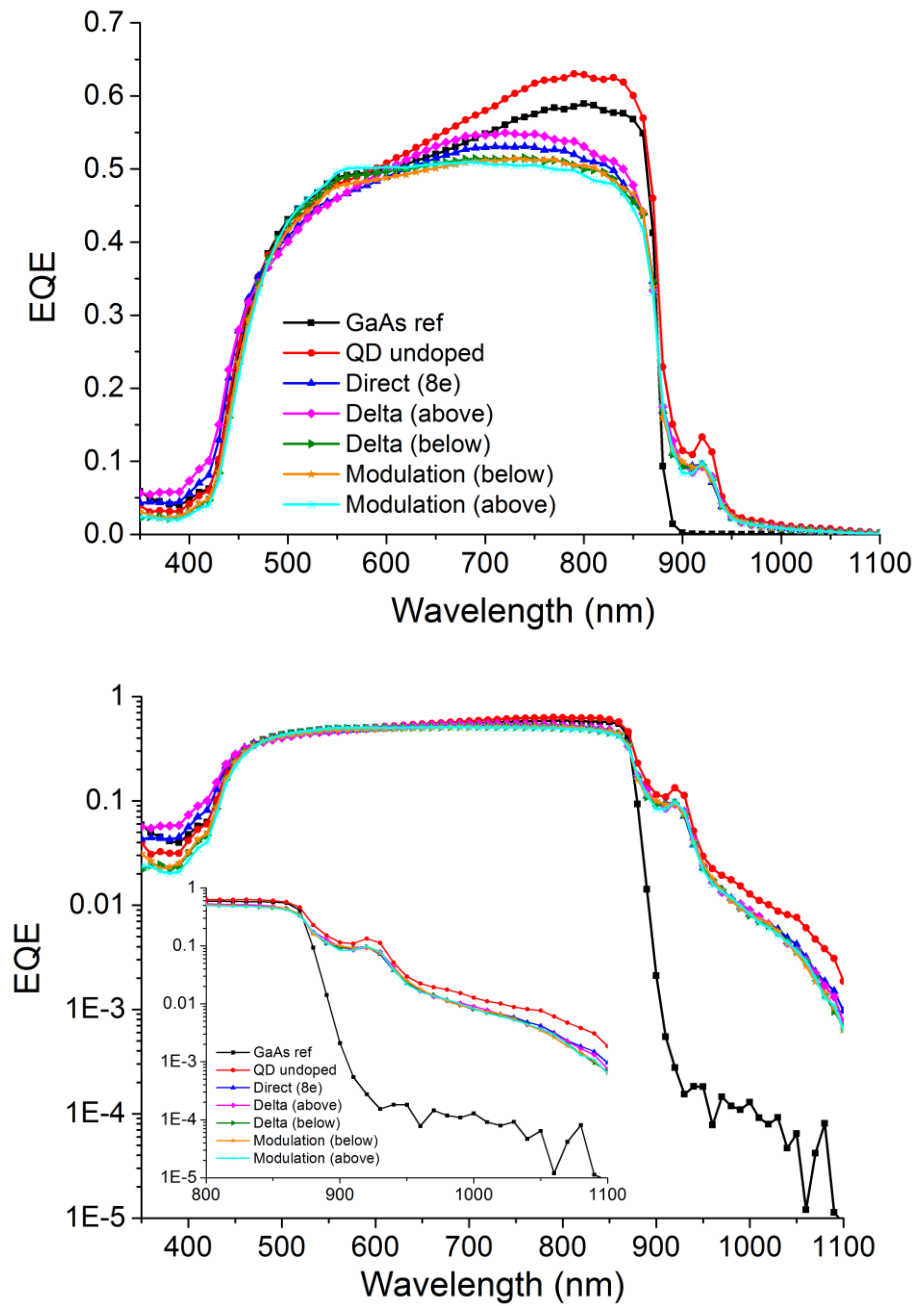 0.7
0.6
0.5
0.4
0.3
0.2
0.1
0.0
EQE
GaAs ref
QD undoped
Direct (8e)
Delta (above)
Delta (below)
Modulation (below)
Modulation (above)
400 500 600 700 800 900 1000 1100
Wavelength (nm)
1
0.1
0.01
1E-3
1E-4
1E-5
EQE
1
0.1
0.01
1E-3
1E-4
1E-5
GaAs ref
QD undoped
Direct (8e)
Delta (above)
Delta (below)
Modulation (below)
Modulation (above)
800 900 1000 1100
400 500 600 700 800 900 1000 1100
Wavelength (nm)